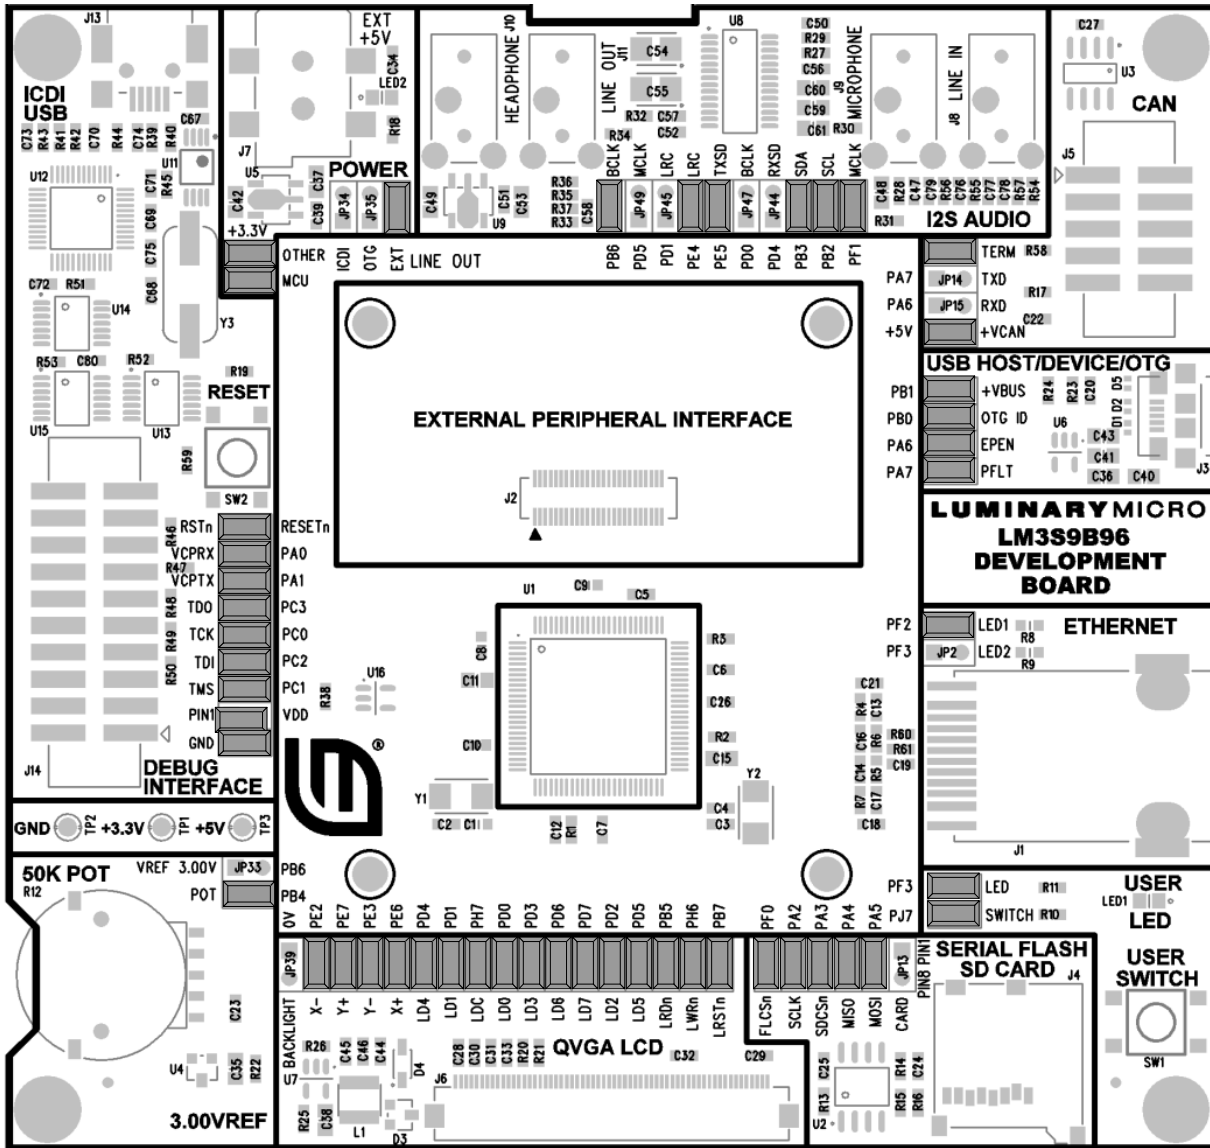 J13
ICDI
USB
C73
R43
R41
R42
C70
R44
C74
R39
R40
C67
U11
U12
C71
R45
C69
C75
C68
C72
R51
U14
Y3
R53
C80
R52
U15
U13
R19
RESET
R59
SW2
EXT
+5V
C34
LED2
R18
J7
POWER
U5
C37
C42
C39
JP34
JP35
+3.3V
OTHER
MCU
ICDI
OTG
EXT
LINE OUT
J10
HEADPHONE
LINE OUT
J11
C54
C55
R32
C57
C52
R34
U8
C50
R29
R27
C56
C60
C59
C61
R30
J9
MICROPHONE
J8 LINE IN
C49
C51
C53
U9
R36
R35
R37
R33
C58
BCLK
MCLK
LRC
LRC
TXSD
BCLK
RXSD
SDA
SCL
MCLK
JP49
JP45
JP47
JP44
PB6
PD5
PD1
PE4
PE5
PD0
PD4
PB3
PB2
PF1
C48
R28
C47
C79
R56
C76
R55
C77
C78
R57
R54
R31
I2S AUDIO
C27
U3
CAN
J5
TERM
R58
PA7
JP14
TXD
PA6
JP15
RXD
R17
+5V
+VCAN
C22
USB HOST/DEVICE/OTG
PB1
+VBUS
PB0
OTG ID
PA6
EPEN
PA7
PFLT
R24
R23
C20
D5
D2
D1
U6
C43
C41
C36
C40
J3
EXTERNAL PERIPHERAL INTERFACE
J2
LUMINARY MICRO
LM3S9B96
DEVELOPMENT
BOARD
RSTn
R46
RESETn
VCPRX
PA0
R47
VCPTX
PA1
TDO
R48
PC3
TCK
R49
PC0
TDI
R50
PC2
TMS
PC1
PIN1
VDD
GND
J14
DEBUG
INTERFACE
U1
C9
C5
R3
C8
C6
C11
C26
R2
C10
C15
U16
R38
®
Y1
C2
C1
C12
R1
C7
C4
C3
Y2
PF2
LED1
R8
PF3
JP2
LED2
R9
ETHERNET
C21
R4
C13
C16
R6
R60
R61
C19
C14
R5
R7
C17
C18
J1
GND
TP2
+3.3V
TP1
+5V
TP3
50K POT
R12
VREF 3.00V
JP33
PB6
POT
PB4
0V
PE2
PE7
PE3
PE6
PD4
PD1
PH7
PD0
PD3
PD6
PD7
PD2
PD5
PB5
PH6
PB7
PF0
PA2
PA3
PA4
PA5
PF3
LED
R11
PJ7
SWITCH
R10
USER
LED1
LED
JP39
JP13
PIN8 PIN1
BACKLIGHT
X-
Y+
Y-
X+
LD4
LD1
LDC
LD0
LD3
LD6
LD7
LD2
LD5
LRDn
LWRn
LRSTn
FLCSn
SCLK
SDCSn
MISO
MOSI
CARD
SERIAL FLASH
SD CARD
J4
USER
SWITCH
SW1
C23
U4
C35
R22
3.00VREF
R26
C45
C46
C44
U7
R25
C38
L1
D4
D3
C28
C30
C31
C33
R20
R21
QVGA LCD
C32
C29
J6
C25
R13
U2
R14
C24
R15
R16